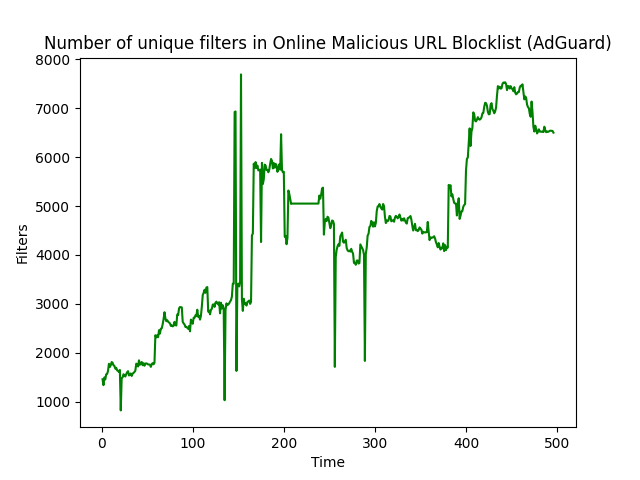 Number of unique filters in Online Malicious URL Blocklist (AdGuard)
8000
7000
6000
5000
4000
3000
2000
1000
Filters
0 100 200 300 400 500
Time